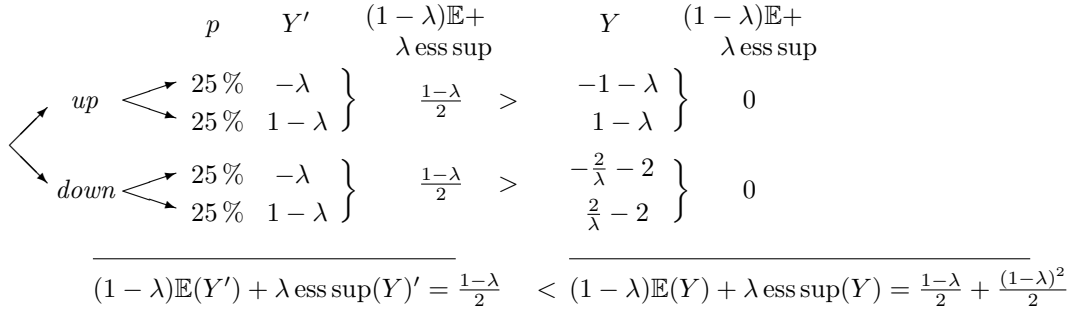 p Y′ (1 − λ)𝔼+ Y (1 − λ)𝔼+
λ ess sup λ ess sup
25 % −λ −1 − λ
up } (1−λ)/2 > } 0
25 % 1 − λ 1 − λ
25 % −λ −2/λ − 2
down } (1−λ)/2 > } 0
25 % 1 − λ 2/λ − 2
(1 − λ)𝔼(Y′) + λ ess sup(Y)′ = (1−λ)/2 < (1 − λ)𝔼(Y) + λ ess sup(Y) = (1−λ)/2 + (1−λ)²/2